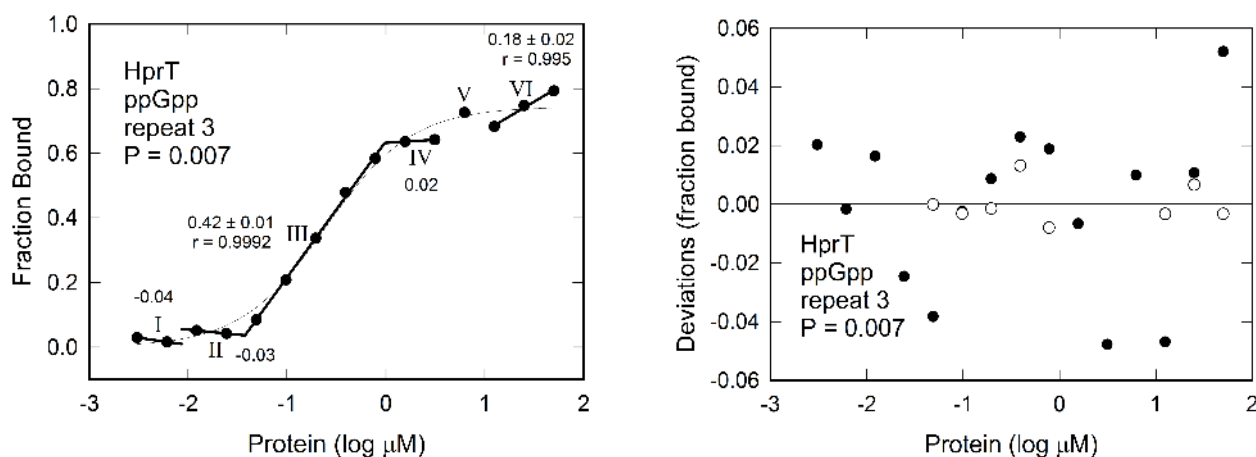 1.0
0.8
0.6
0.4
0.2
0.0
Fraction Bound
HprT
ppGpp
repeat 3
P = 0.007
0.18 ± 0.02
r = 0.995
V
VI
IV
0.02
0.42 ± 0.01
r = 0.9992
III
-0.04
I
II
-0.03
-3
-2
-1
0
1
2
Protein (log μM)
0.06
0.04
0.02
0.00
-0.02
-0.04
-0.06
Deviations (fraction bound)
HprT
ppGpp
repeat 3
P = 0.007
-3
-2
-1
0
1
2
Protein (log μM)